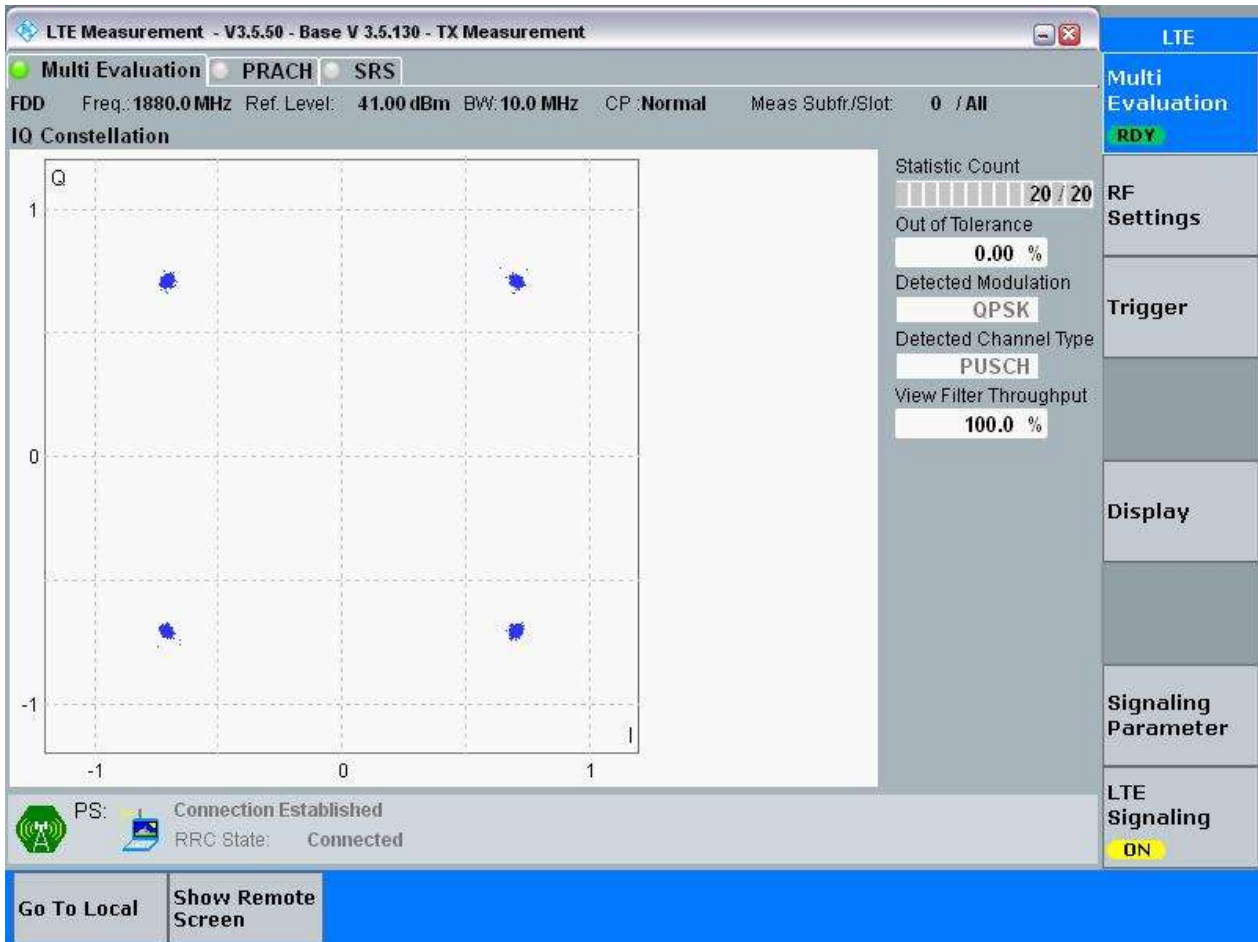 LTE Measurement - V3.5.50 - Base V 3.5.130 - TX Measurement
LTE
Multi Evaluation PRACH SRS
FDD Freq.: 1880.0 MHz Ref. Level: 41.00 dBm BW: 10.0 MHz CP : Normal Meas Subfr./Slot: 0 / All
IQ Constellation
Q
1
0
-1
I
-1 0 1
Statistic Count
20 / 20
Out of Tolerance
0.00 %
Detected Modulation
QPSK
Detected Channel Type
PUSCH
View Filter Throughput
100.0 %
Multi
Evaluation
RDY
RF
Settings
Trigger
Display
Signaling
Parameter
LTE
Signaling
ON
PS: Connection Established
RRC State: Connected
Go To Local
Show Remote
Screen